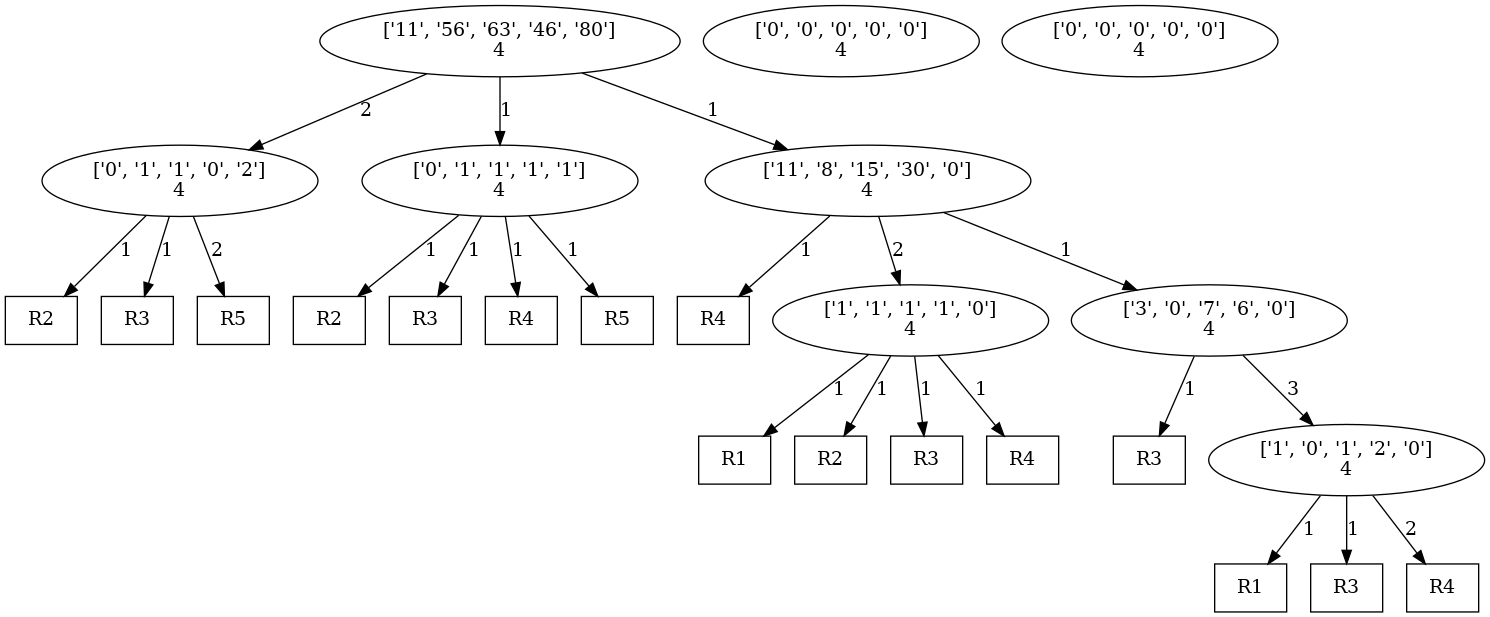 ['11', '56', '63', '46', '80']
4
['0', '0', '0', '0', '0']
4
['0', '0', '0', '0', '0']
4
2
1
1
['0', '1', '1', '0', '2']
4
['0', '1', '1', '1', '1']
4
['11', '8', '15', '30', '0']
4
1
1
2
1
1
1
1
1
2
1
R2
R3
R5
R2
R3
R4
R5
R4
['1', '1', '1', '1', '0']
4
['3', '0', '7', '6', '0']
4
1
1
1
1
1
3
R1
R2
R3
R4
R3
['1', '0', '1', '2', '0']
4
1
1
2
R1
R3
R4